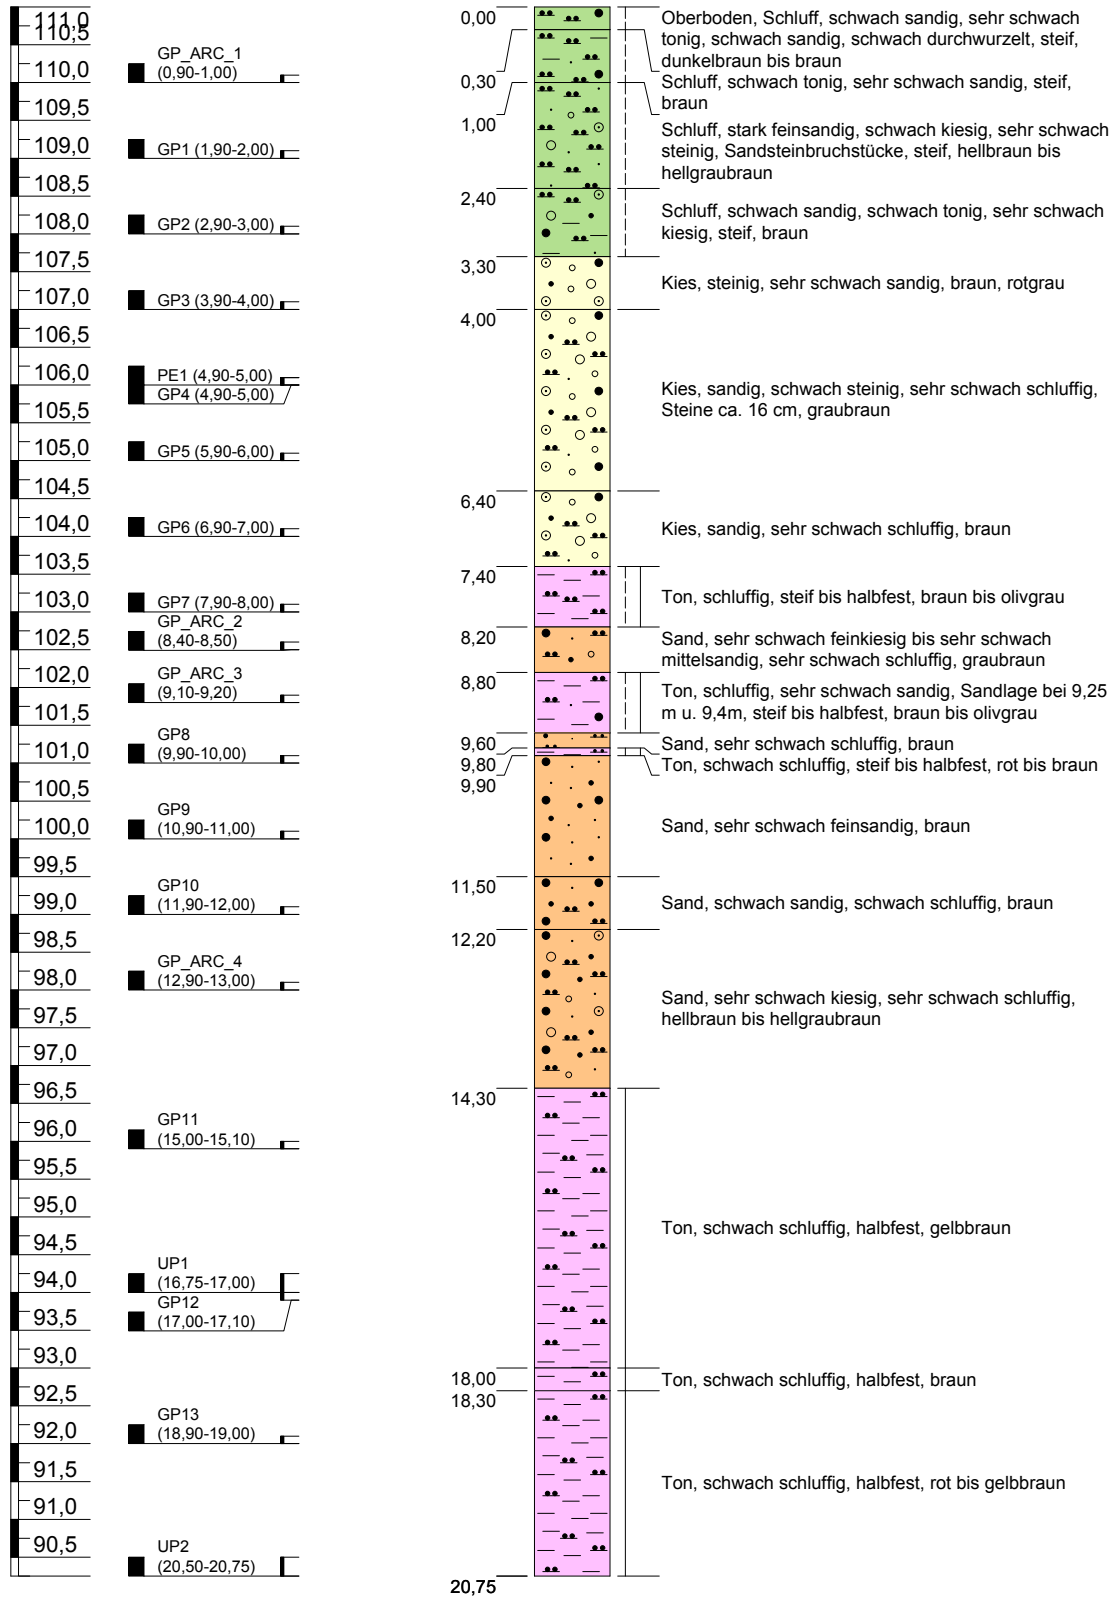 111,0
110,5
110,0
109,5
109,0
108,5
108,0
107,5
107,0
106,5
106,0
105,5
105,0
104,5
104,0
103,5
103,0
102,5
102,0
101,5
101,0
100,5
100,0
99,5
99,0
98,5
98,0
97,5
97,0
96,5
96,0
95,5
95,0
94,5
94,0
93,5
93,0
92,5
92,0
91,5
91,0
90,5
GP_ARC_1
(0,90-1,00)
GP1 (1,90-2,00)
GP2 (2,90-3,00)
GP3 (3,90-4,00)
PE1 (4,90-5,00)
GP4 (4,90-5,00)
GP5 (5,90-6,00)
GP6 (6,90-7,00)
GP7 (7,90-8,00)
GP_ARC_2
(8,40-8,50)
GP_ARC_3
(9,10-9,20)
GP8
(9,90-10,00)
GP9
(10,90-11,00)
GP10
(11,90-12,00)
GP_ARC_4
(12,90-13,00)
GP11
(15,00-15,10)
UP1
(16,75-17,00)
GP12
(17,00-17,10)
GP13
(18,90-19,00)
UP2
(20,50-20,75)
0,00
0,30
1,00
2,40
3,30
4,00
6,40
7,40
8,20
8,80
9,60
9,80
9,90
11,50
12,20
14,30
18,00
18,30
20,75
Oberboden, Schluff, schwach sandig, sehr schwach
tonig, schwach sandig, schwach durchwurzelt, steif,
dunkelbraun bis braun
Schluff, schwach tonig, sehr schwach sandig, steif,
braun
Schluff, stark feinsandig, schwach kiesig, sehr schwach
steinig, Sandsteinbruchstücke, steif, hellbraun bis
hellgraubraun
Schluff, schwach sandig, schwach tonig, sehr schwach
kiesig, steif, braun
Kies, steinig, sehr schwach sandig, braun, rotgrau
Kies, sandig, schwach steinig, sehr schwach schluffig,
Steine ca. 16 cm, graubraun
Kies, sandig, sehr schwach schluffig, braun
Ton, schluffig, steif bis halbfest, braun bis olivgrau
Sand, sehr schwach feinkiesig bis sehr schwach
mittelsandig, sehr schwach schluffig, graubraun
Ton, schluffig, sehr schwach sandig, Sandlage bei 9,25
m u. 9,4m, steif bis halbfest, braun bis olivgrau
Sand, sehr schwach schluffig, braun
Ton, schwach schluffig, steif bis halbfest, rot bis braun
Sand, sehr schwach feinsandig, braun
Sand, schwach sandig, schwach schluffig, braun
Sand, sehr schwach kiesig, sehr schwach schluffig,
hellbraun bis hellgraubraun
Ton, schwach schluffig, halbfest, gelbbraun
Ton, schwach schluffig, halbfest, braun
Ton, schwach schluffig, halbfest, rot bis gelbbraun